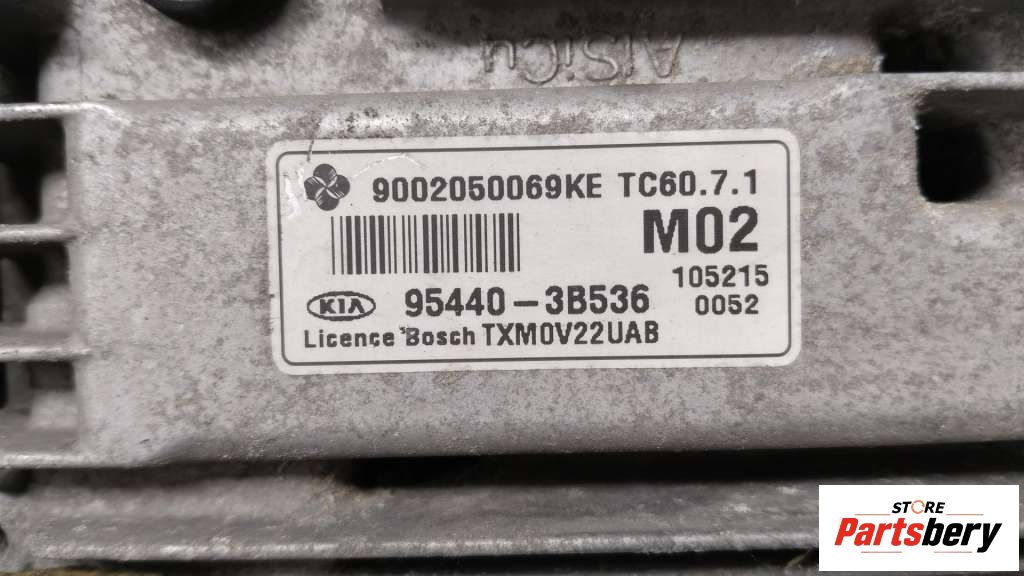 AlSiCu
9002050069KE TC60.7.1
M02
105215
KIA 95440-3B536 0052
Licence Bosch TXM0V22UAB
STORE
Partsbery